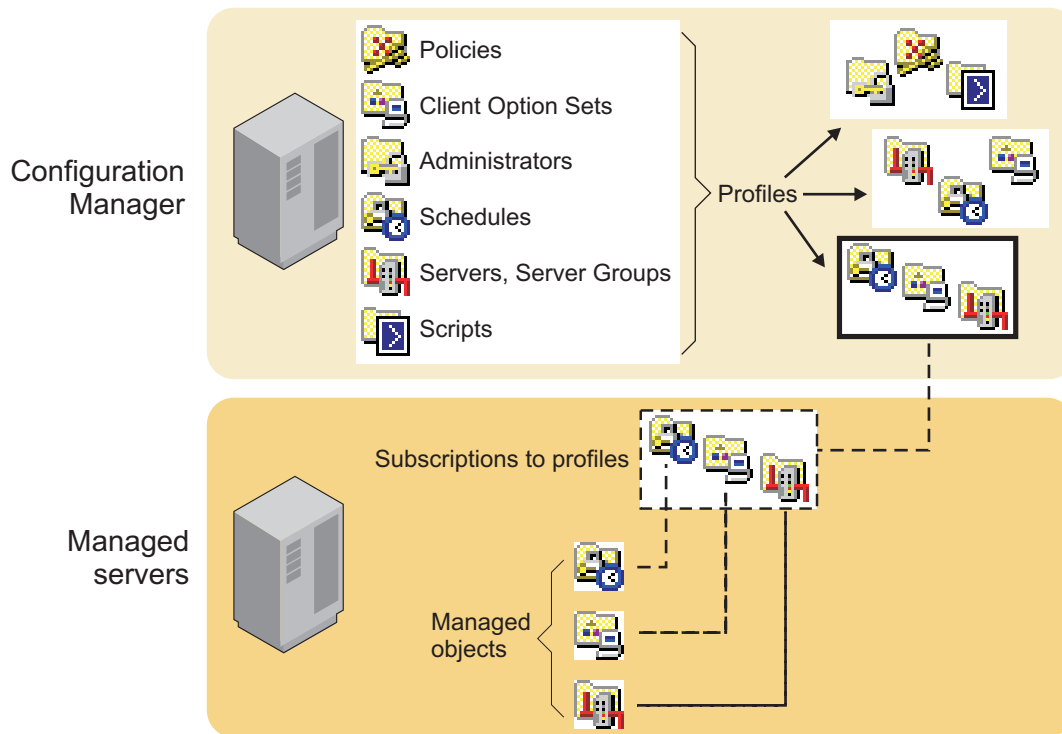 Policies
Client Option Sets
Administrators
Schedules
Servers, Server Groups
Scripts
Configuration
Manager
Profiles
Subscriptions to profiles
Managed
servers
Managed
objects